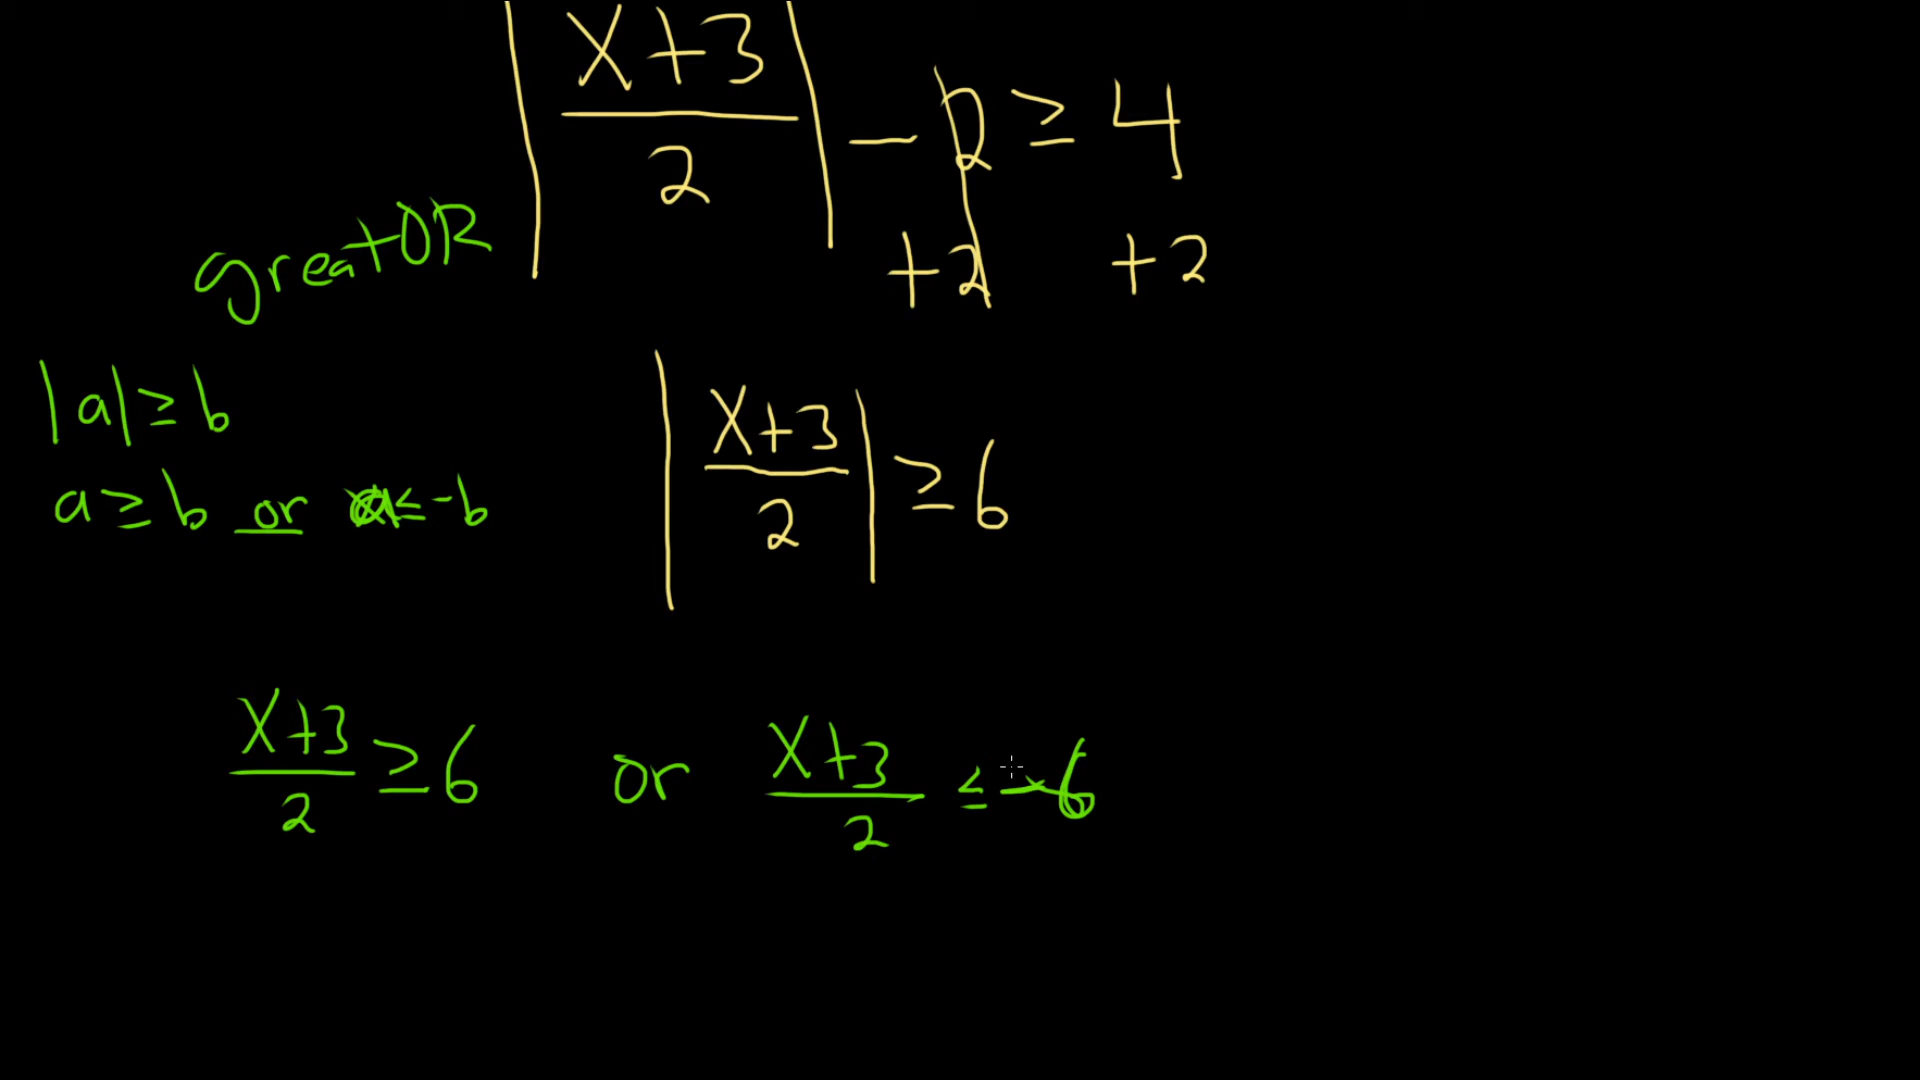 |x+3/2| - 2 ≥ 4
+2 +2
greatOR
|a| ≥ b
a ≥ b or a ≤ -b
|x+3/2| ≥ 6
x+3/2 ≥ 6 or x+3/2 ≤ -6